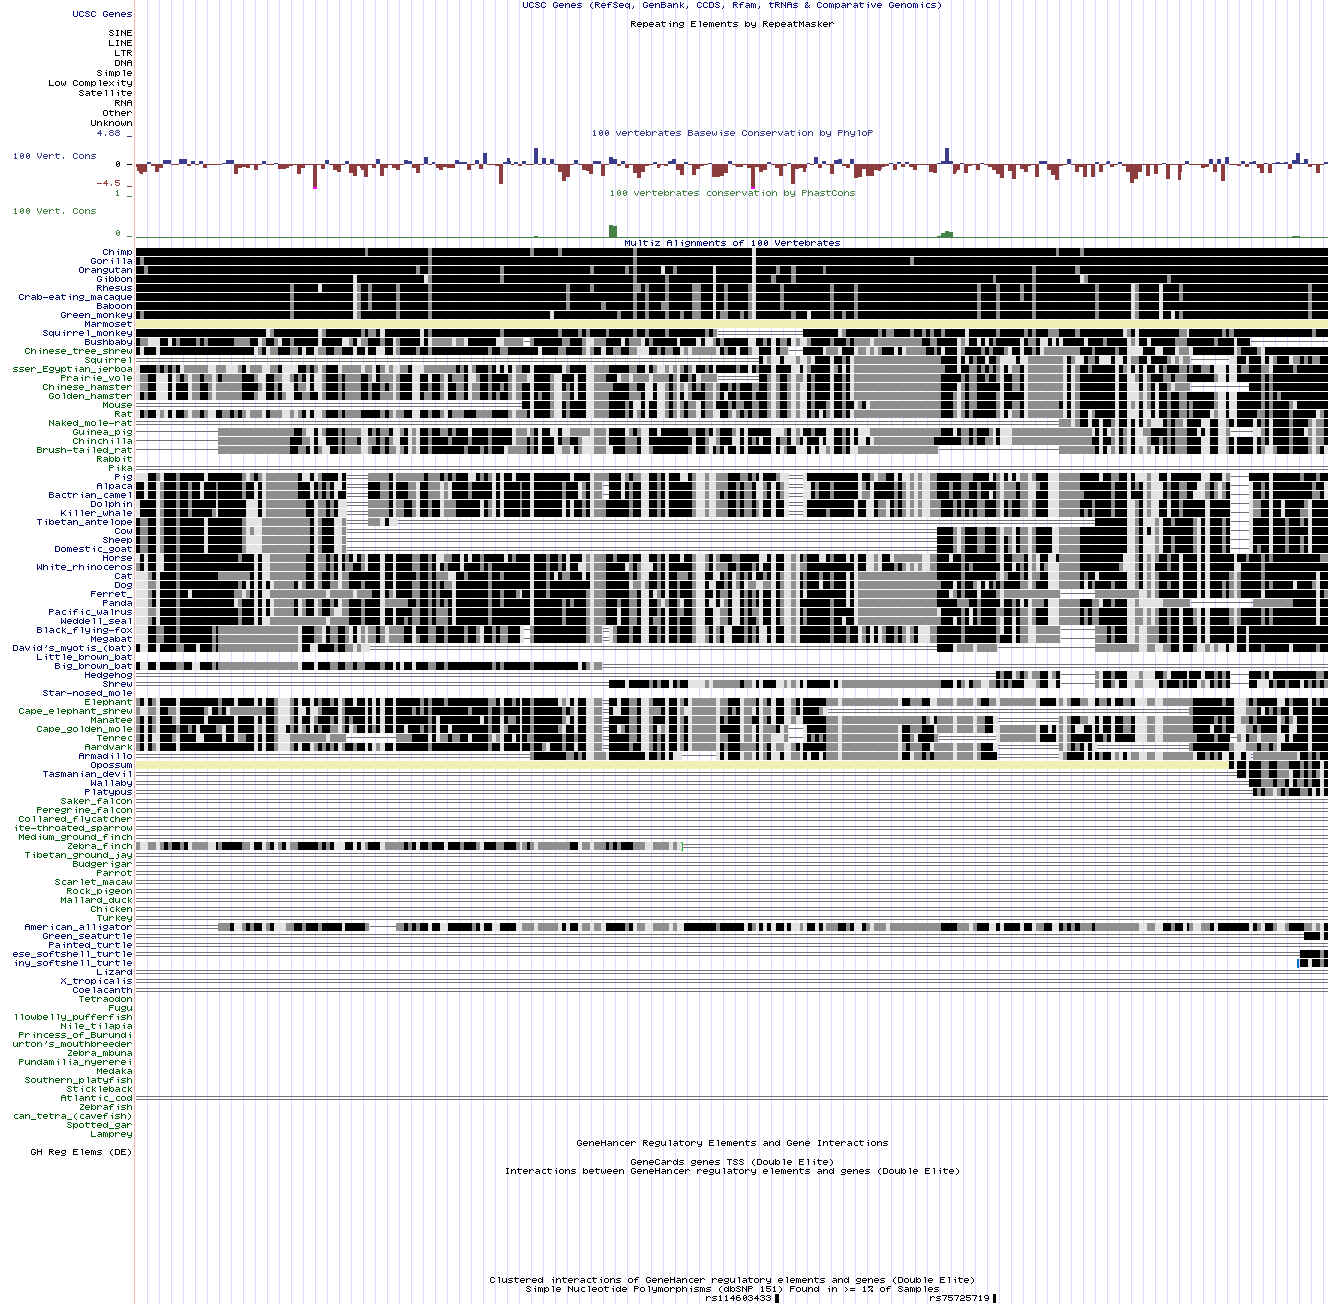 UCSC Genes (RefSeq, GenBank, CCDS, Rfam, tRNAs & Comparative Genomics)
UCSC Genes
Repeating Elements by RepeatMasker
SINE
LINE
LTR
DNA
Simple
Low Complexity
Satellite
RNA
Other
Unknown
4.88 _
100 vertebrates Basewise Conservation by PhyloP
100 Vert. Cons
0 _
-4.5 _
100 vertebrates conservation by PhastCons
1 _
100 Vert. Cons
0 _
Multiz Alignments of 100 Vertebrates
Chimp
Gorilla
Orangutan
Gibbon
Rhesus
Crab-eating_macaque
Baboon
Green_monkey
Marmoset
Squirrel_monkey
Bushbaby
Chinese_tree_shrew
Squirrel
sser_Egyptian_jerboa
Prairie_vole
Chinese_hamster
Golden_hamster
Mouse
Rat
Naked_mole-rat
Guinea_pig
Chinchilla
Brush-tailed_rat
Rabbit
Pika
Pig
Alpaca
Bactrian_camel
Dolphin
Killer_whale
Tibetan_antelope
Cow
Sheep
Domestic_goat
Horse
White_rhinoceros
Cat
Dog
Ferret_
Panda
Pacific_walrus
Weddell_seal
Black_flying-fox
Megabat
David's_myotis_(bat)
Little_brown_bat
Big_brown_bat
Hedgehog
Shrew
Star-nosed_mole
Elephant
Cape_elephant_shrew
Manatee
Cape_golden_mole
Tenrec
Aardvark
Armadillo
Opossum
Tasmanian_devil
Wallaby
Platypus
Saker_falcon
Peregrine_falcon
Collared_flycatcher
ite-throated_sparrow
Medium_ground_finch
Zebra_finch
Tibetan_ground_jay
Budgerigar
Parrot
Scarlet_macaw
Rock_pigeon
Mallard_duck
Chicken
Turkey
American_alligator
Green_seaturtle
Painted_turtle
ese_softshell_turtle
iny_softshell_turtle
Lizard
X_tropicalis
Coelacanth
Tetraodon
Fugu
llowbelly_pufferfish
Nile_tilapia
Princess_of_Burundi
urton's_mouthbreeder
Zebra_mbuna
Pundamilia_nyererei
Medaka
Southern_platyfish
Stickleback
Atlantic_cod
Zebrafish
can_tetra_(cavefish)
Spotted_gar
Lamprey
GeneHancer Regulatory Elements and Gene Interactions
GH Reg Elems (DE)
GeneCards genes TSS (Double Elite)
Interactions between GeneHancer regulatory elements and genes (Double Elite)
Clustered interactions of GeneHancer regulatory elements and genes (Double Elite)
Simple Nucleotide Polymorphisms (dbSNP 151) Found in >= 1% of Samples
rs114603433 rs75725719